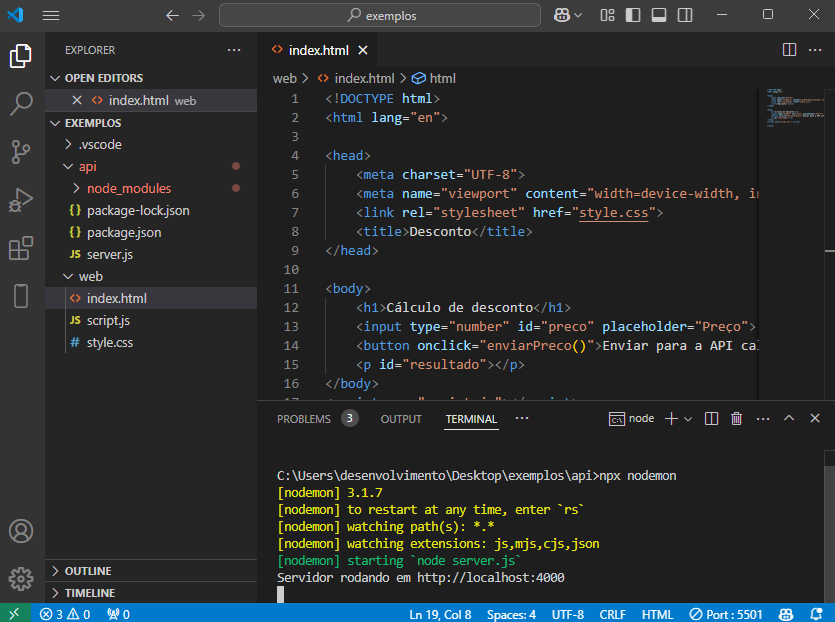 exemplos
EXPLORER
OPEN EDITORS
index.html web
EXEMPLOS
.vscode
api
node_modules
{} package-lock.json
{} package.json
JS server.js
web
<> index.html
JS script.js
# style.css
OUTLINE
TIMELINE
<> index.html
web > <> index.html > html
1 <!DOCTYPE html>
2 <html lang="en">
3
4 <head>
5 <meta charset="UTF-8">
6 <meta name="viewport" content="width=device-width, in
7 <link rel="stylesheet" href="style.css">
8 <title>Desconto</title>
9 </head>
10
11 <body>
12 <h1>Cálculo de desconto</h1>
13 <input type="number" id="preco" placeholder="Preço">
14 <button onclick="enviarPreco()">Enviar para a API cal
15 <p id="resultado"></p>
16 </body>
PROBLEMS 3 OUTPUT TERMINAL ··· node
C:\Users\desenvolvimento\Desktop\exemplos\api>npx nodemon
[nodemon] 3.1.7
[nodemon] to restart at any time, enter `rs`
[nodemon] watching path(s): *.*
[nodemon] watching extensions: js,mjs,cjs,json
[nodemon] starting `node server.js`
Servidor rodando em http://localhost:4000
3 0 0 Ln 19, Col 8 Spaces: 4 UTF-8 CRLF HTML Port : 5501